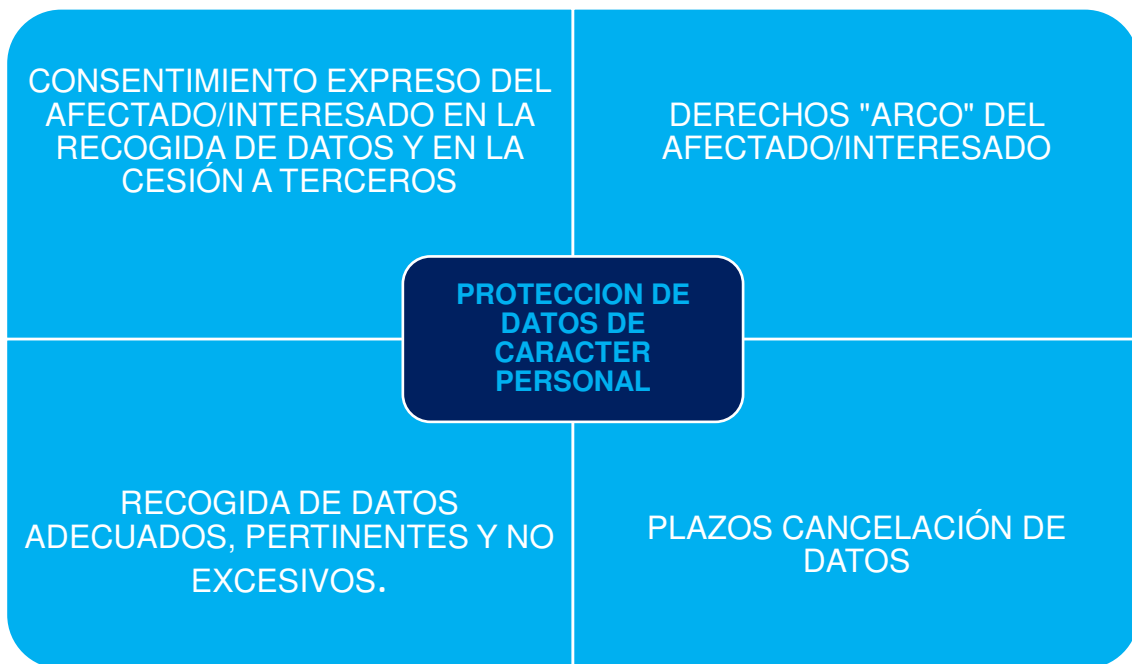 CONSENTIMIENTO EXPRESO DEL
AFECTADO/INTERESADO EN LA
RECOGIDA DE DATOS Y EN LA
CESIÓN A TERCEROS
DERECHOS "ARCO" DEL
AFECTADO/INTERESADO
PROTECCION DE
DATOS DE
CARACTER
PERSONAL
RECOGIDA DE DATOS
ADECUADOS, PERTINENTES Y NO
EXCESIVOS.
PLAZOS CANCELACIÓN DE
DATOS